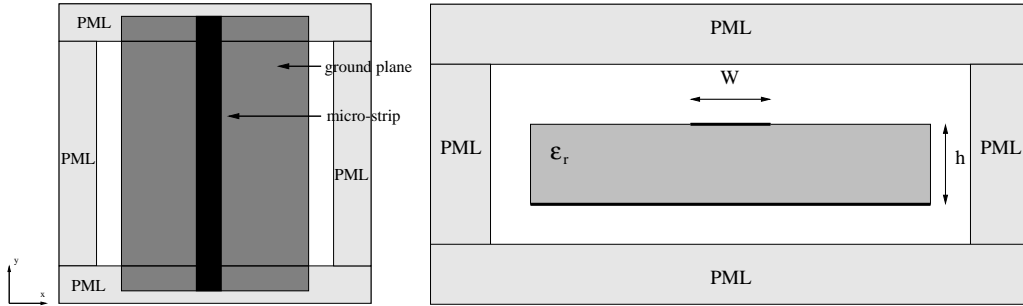 PML
ground plane
micro-strip
PML
PML
PML
y
x
PML
W
PML
PML
ε_r
h
PML